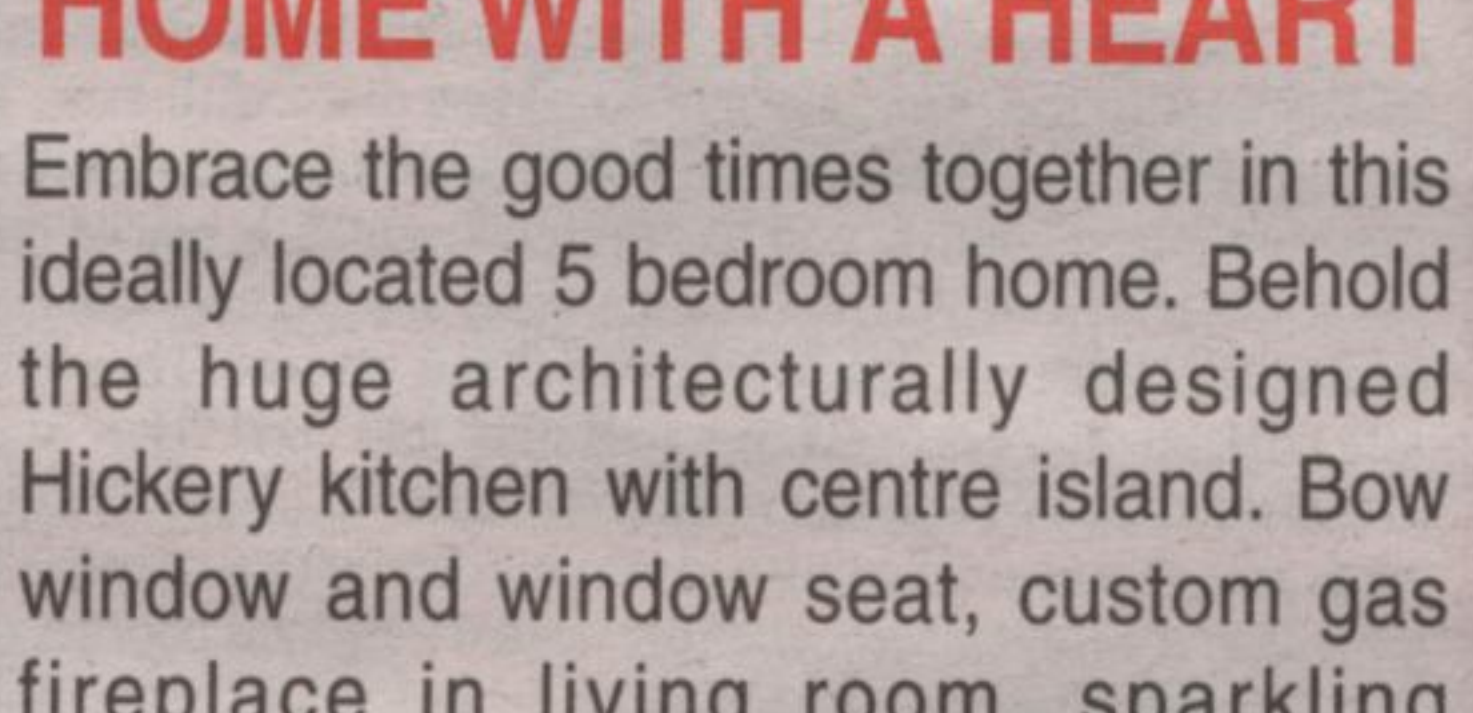 HOME WITH A HEART
Embrace the good times together in this
ideally located 5 bedroom home. Behold
the huge architecturally designed
Hickery kitchen with centre island. Bow
window and window seat, custom gas
fireplace in living room, sparkling